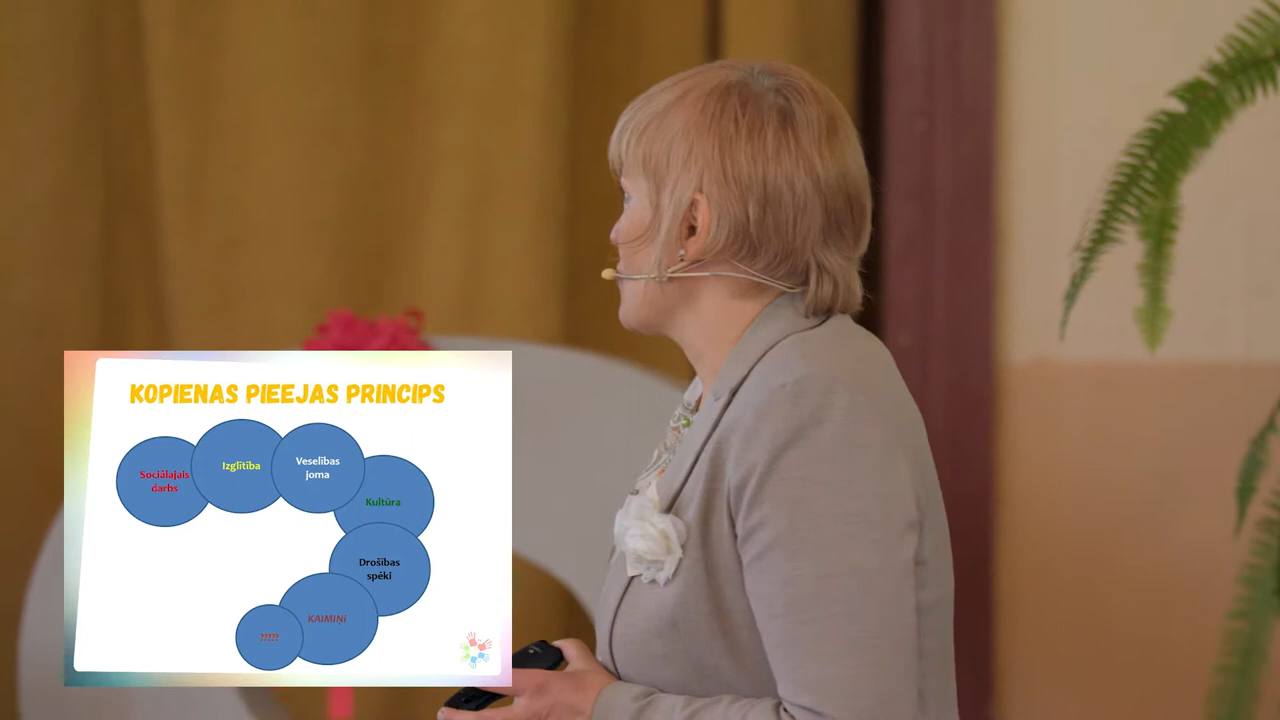 KOPIENAS PIEEJAS PRINCIPS
Sociālajais
darbs
Izglītība
Veselības
joma
Kultūra
Drošības
spēki
KAIMIŅI
?????